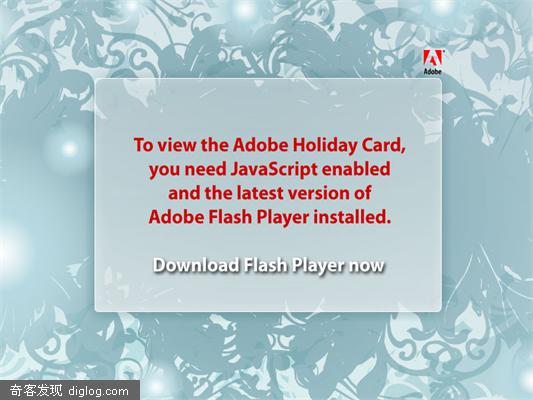 Adobe
To view the Adobe Holiday Card,
you need JavaScript enabled
and the latest version of
Adobe Flash Player installed.
Download Flash Player now
奇客发现 diglog.com